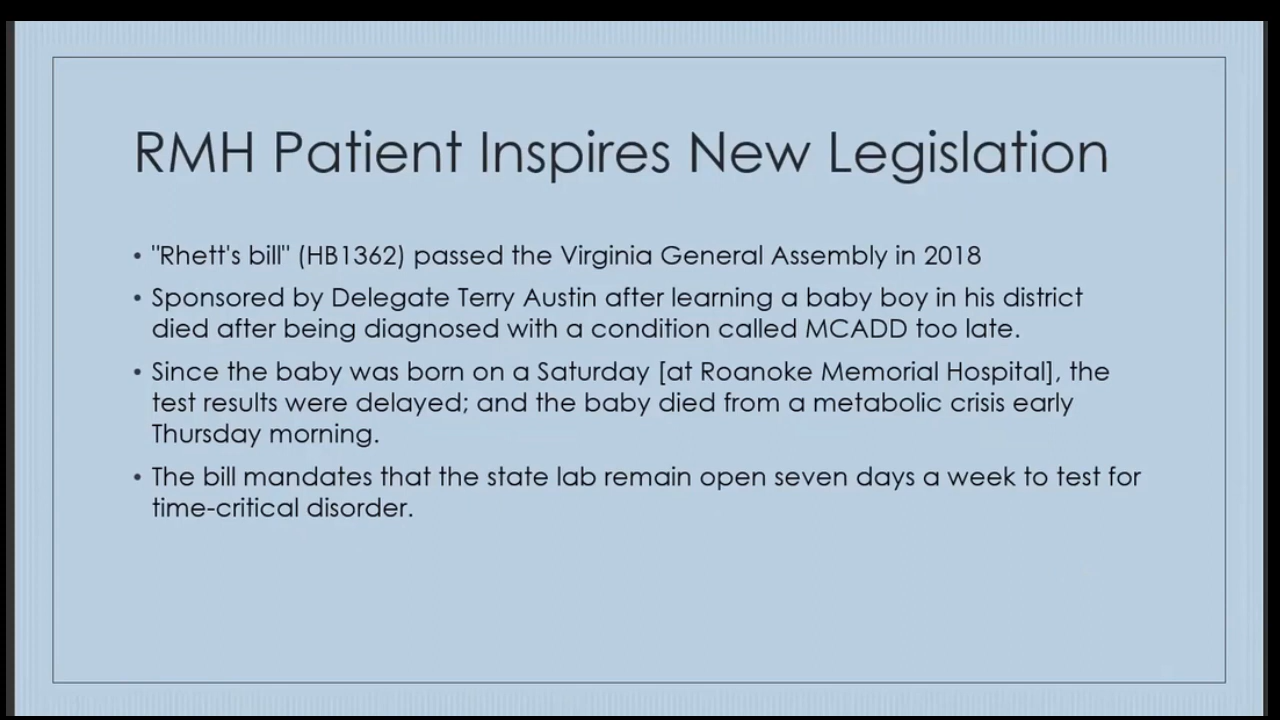 RMH Patient Inspires New Legislation
• "Rhett's bill" (HB1362) passed the Virginia General Assembly in 2018
• Sponsored by Delegate Terry Austin after learning a baby boy in his district
died after being diagnosed with a condition called MCADD too late.
• Since the baby was born on a Saturday [at Roanoke Memorial Hospital], the
test results were delayed; and the baby died from a metabolic crisis early
Thursday morning.
• The bill mandates that the state lab remain open seven days a week to test for
time-critical disorder.